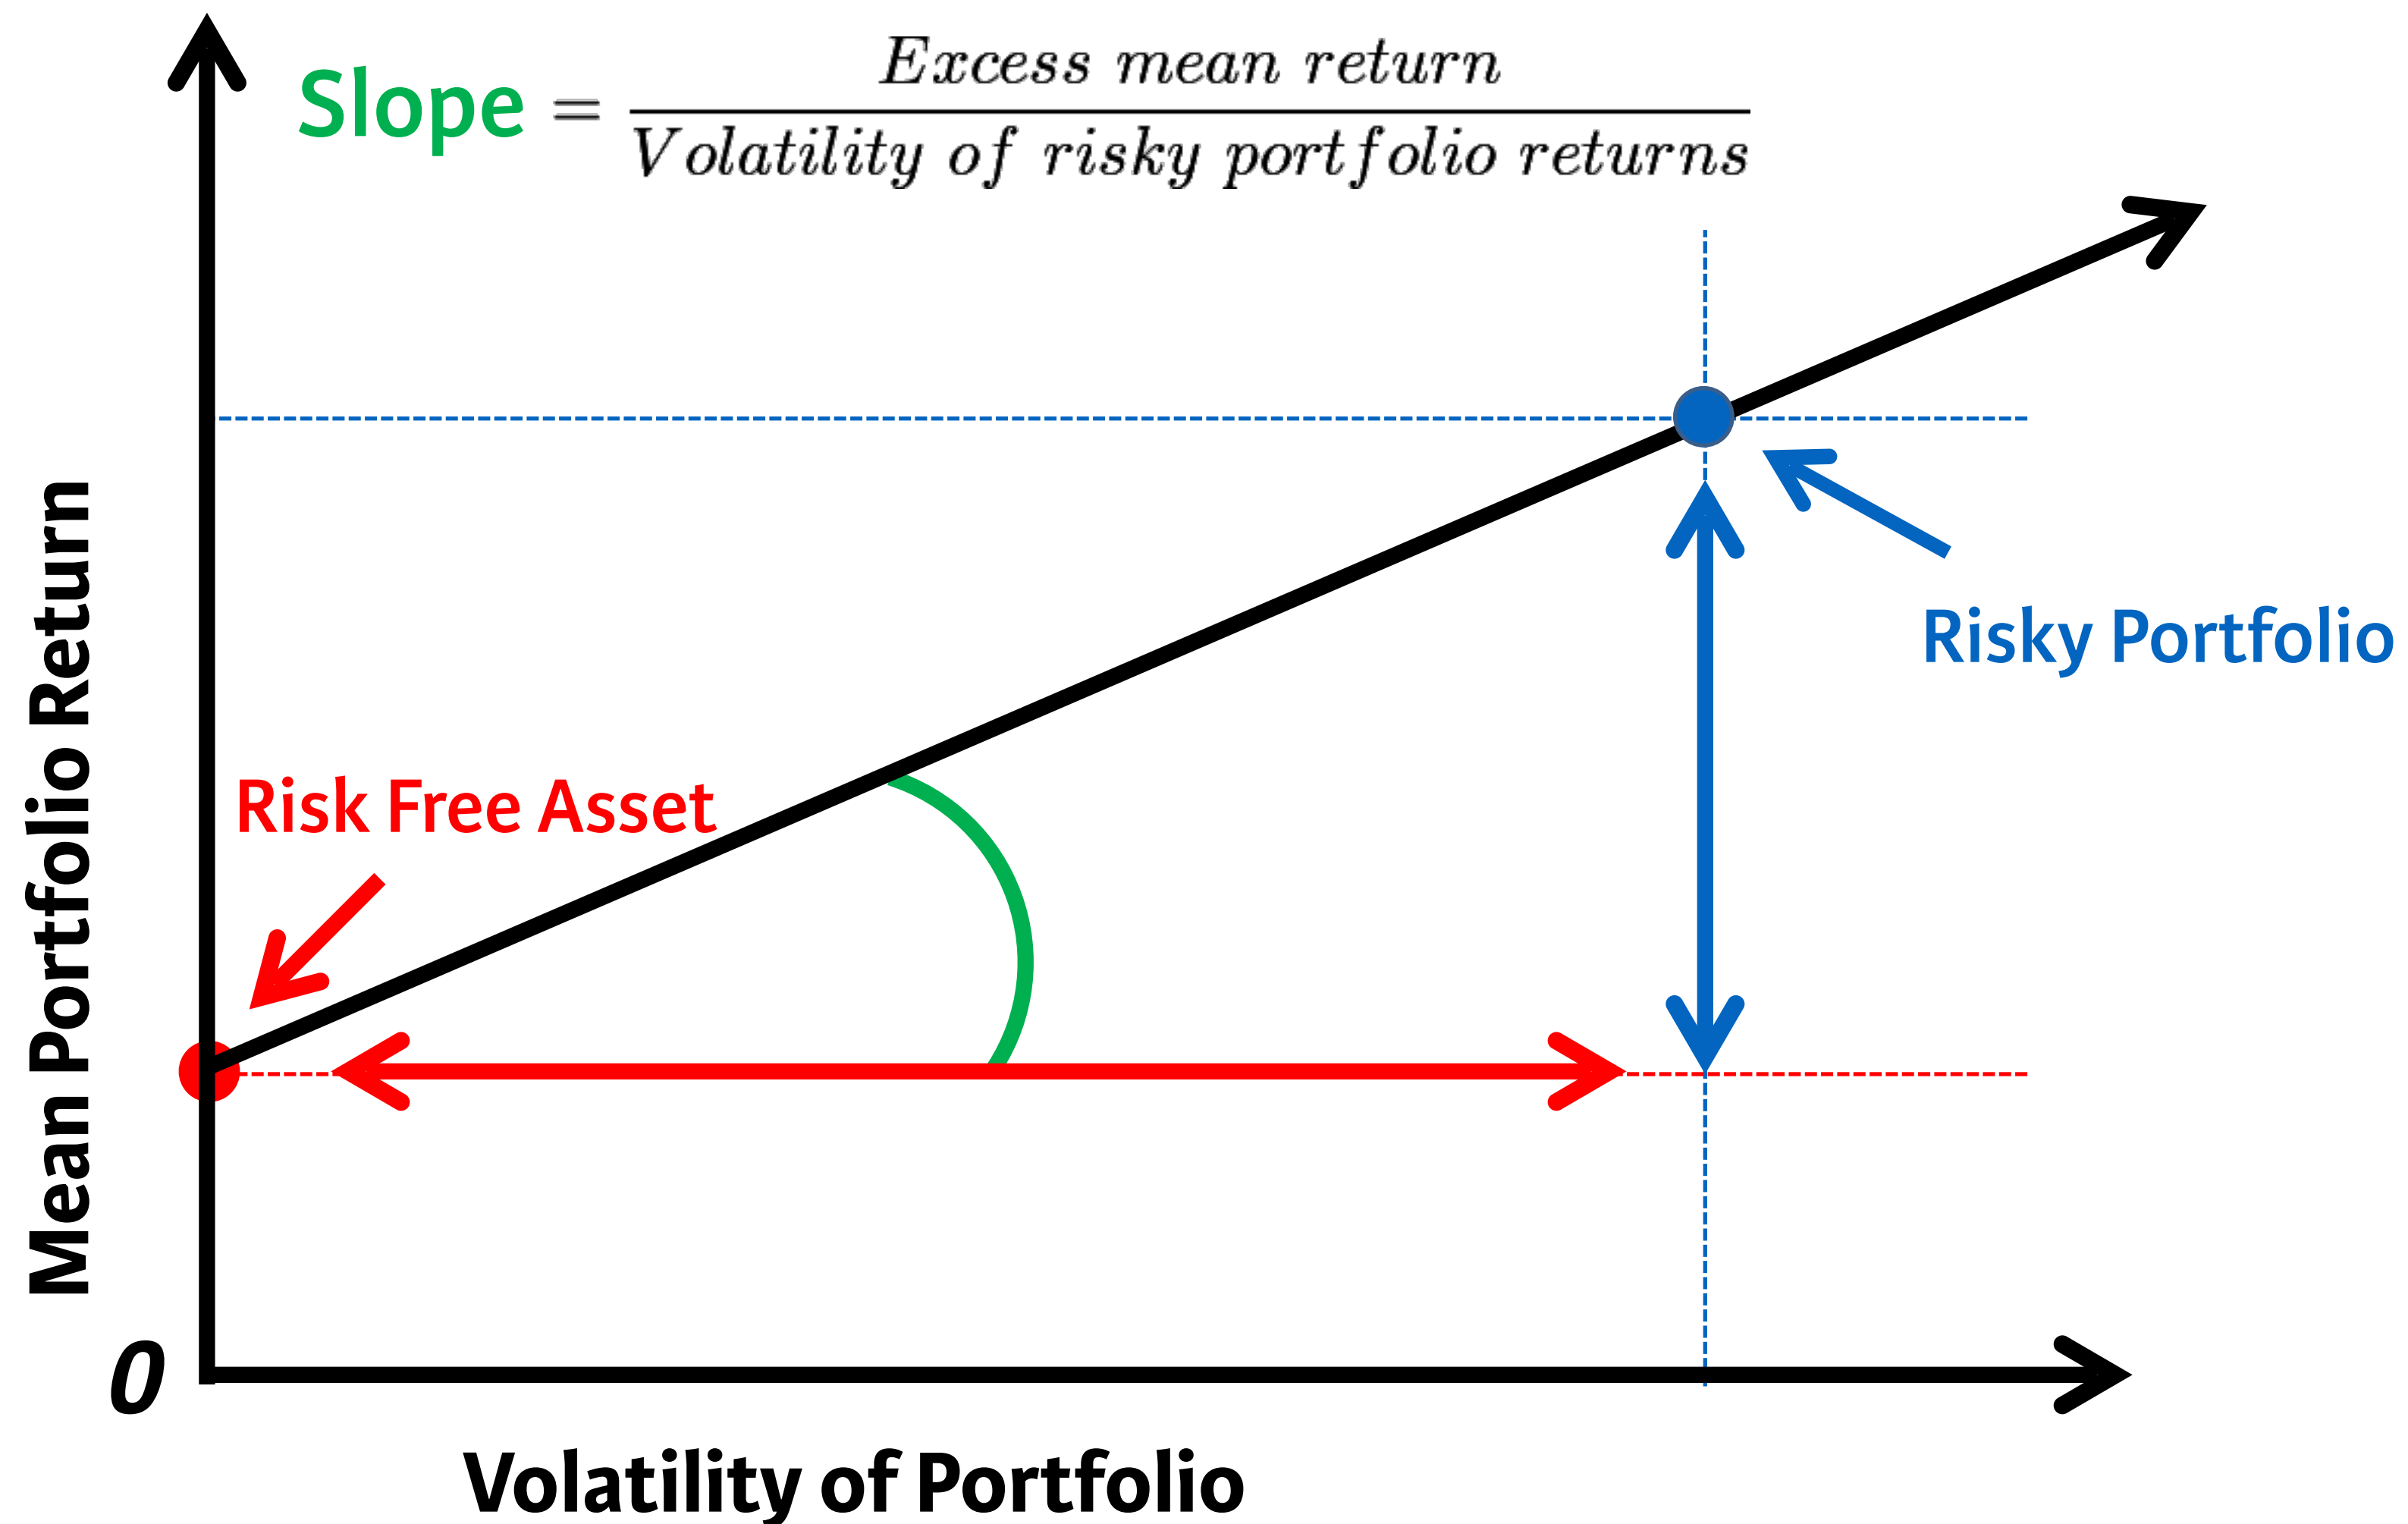 Excess mean return
Slope =
Volatility of risky portfolio returns
Risky Portfolio
Risk Free Asset
Mean Portfolio Return
0
Volatility of Portfolio